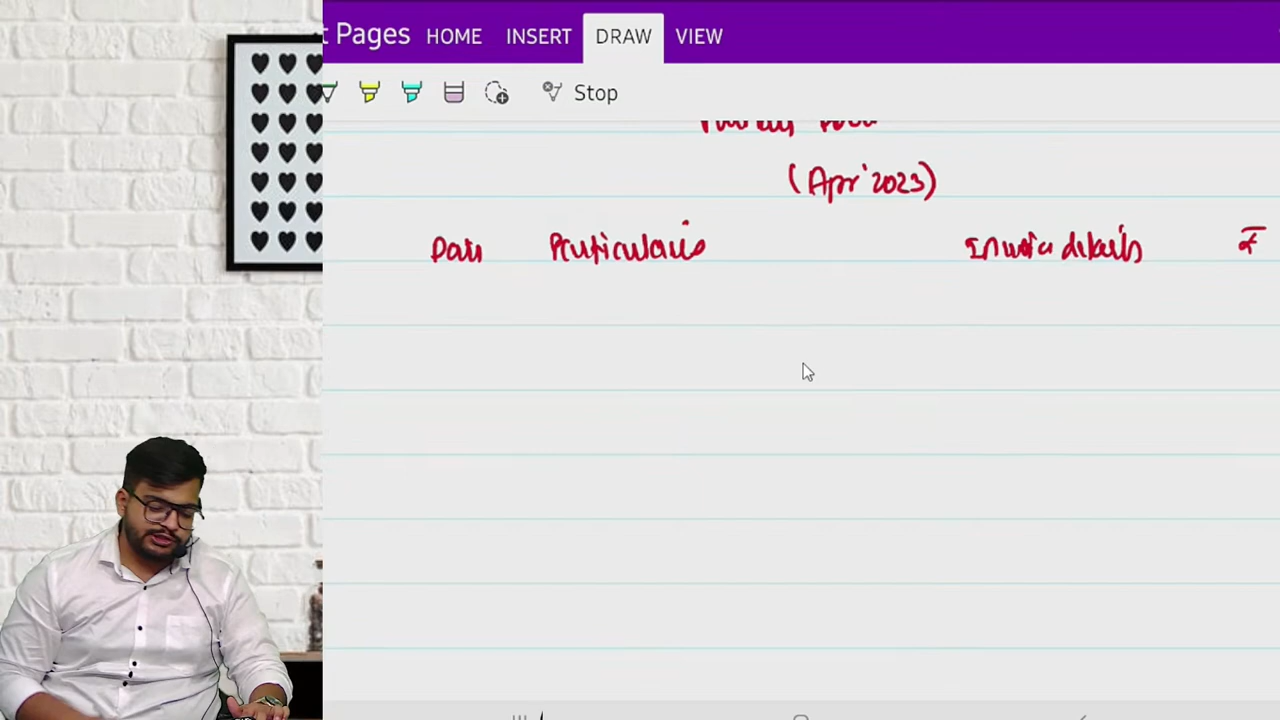 t Pages HOME INSERT DRAW VIEW
Stop
(Apr'2023)
Date Particulars Invoice details ₹